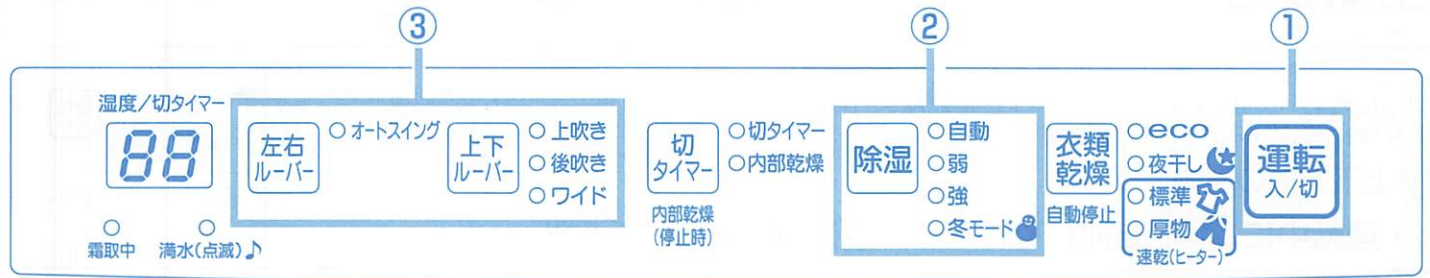 ③
②
①
湿度/切タイマー
88
霜取中
満水(点滅)♪
左右
ルーバー
○オートスイング
上下
ルーバー
○上吹き
○後吹き
○ワイド
切
タイマー
○切タイマー
○内部乾燥
内部乾燥
(停止時)
除湿
○自動
○弱
○強
○冬モード
衣類
乾燥
自動停止
○eco
○夜干し
○標準
○厚物
速乾(ヒーター)
運転
入/切